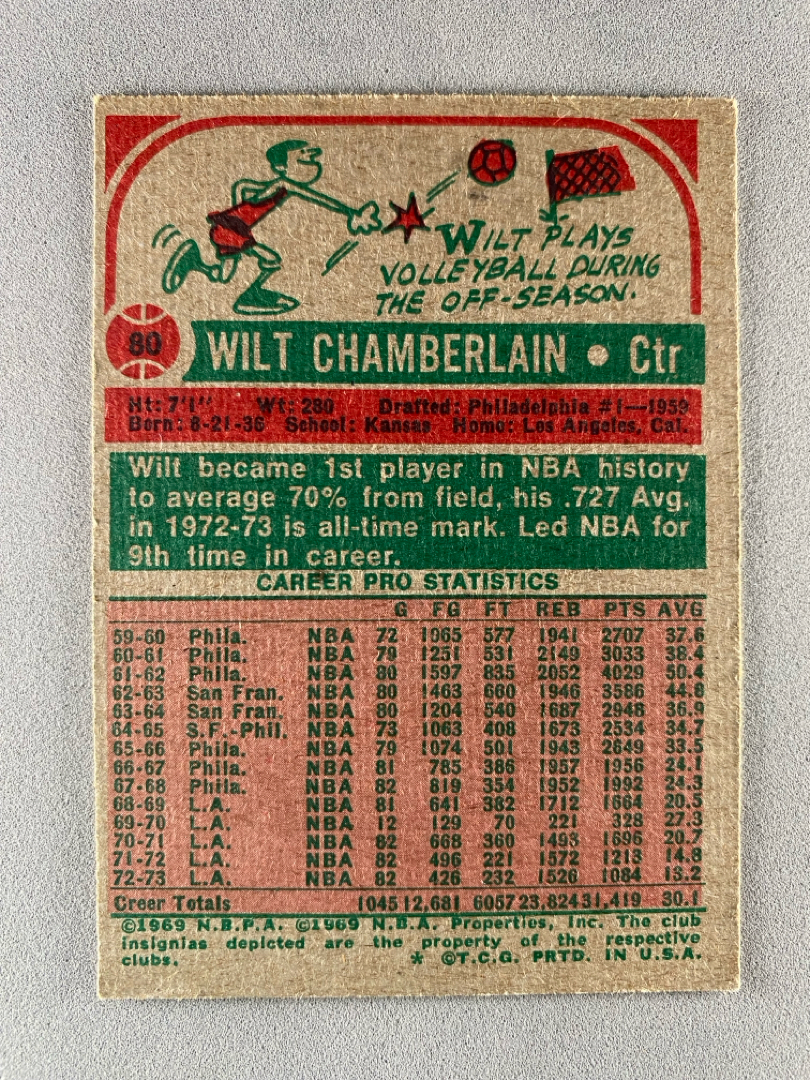 WILT PLAYS
VOLLEYBALL DURING
THE OFF-SEASON.
80 WILT CHAMBERLAIN • Ctr
Ht: 7'1" Wt: 280 Drafted: Philadelphia #1—1959
Born: 8-21-36 School: Kansas Home: Los Angeles, Cal.
Wilt became 1st player in NBA history
to average 70% from field, his .727 Avg.
in 1972-73 is all-time mark. Led NBA for
9th time in career.
CAREER PRO STATISTICS
G FG FT REB PTS AVG
59-60 Phila. NBA 72 1065 577 1941 2707 37.6
60-61 Phila. NBA 79 1251 531 2149 3033 38.4
61-62 Phila. NBA 80 1597 835 2052 4029 50.4
62-63 San Fran. NBA 80 1463 660 1946 3586 44.8
63-64 San Fran. NBA 80 1204 540 1687 2948 36.9
64-65 S.F.-Phil. NBA 73 1063 408 1673 2534 34.7
65-66 Phila. NBA 79 1074 501 1943 2649 33.5
66-67 Phila. NBA 81 785 386 1957 1956 24.1
67-68 Phila. NBA 82 819 354 1952 1992 24.3
68-69 L.A. NBA 81 641 382 1712 1664 20.5
69-70 L.A. NBA 12 129 70 221 328 27.3
70-71 L.A. NBA 82 668 360 1493 1696 20.7
71-72 L.A. NBA 82 496 221 1572 1213 14.8
72-73 L.A. NBA 82 426 232 1526 1084 13.2
Creer Totals 1045 12,681 6057 23,824 31,419 30.1
©1969 N.B.P.A. ©1969 N.B.A. Properties, Inc. The club
insignias depicted are the property of the respective
clubs. * ©T.C.G. PRTD. IN U.S.A.